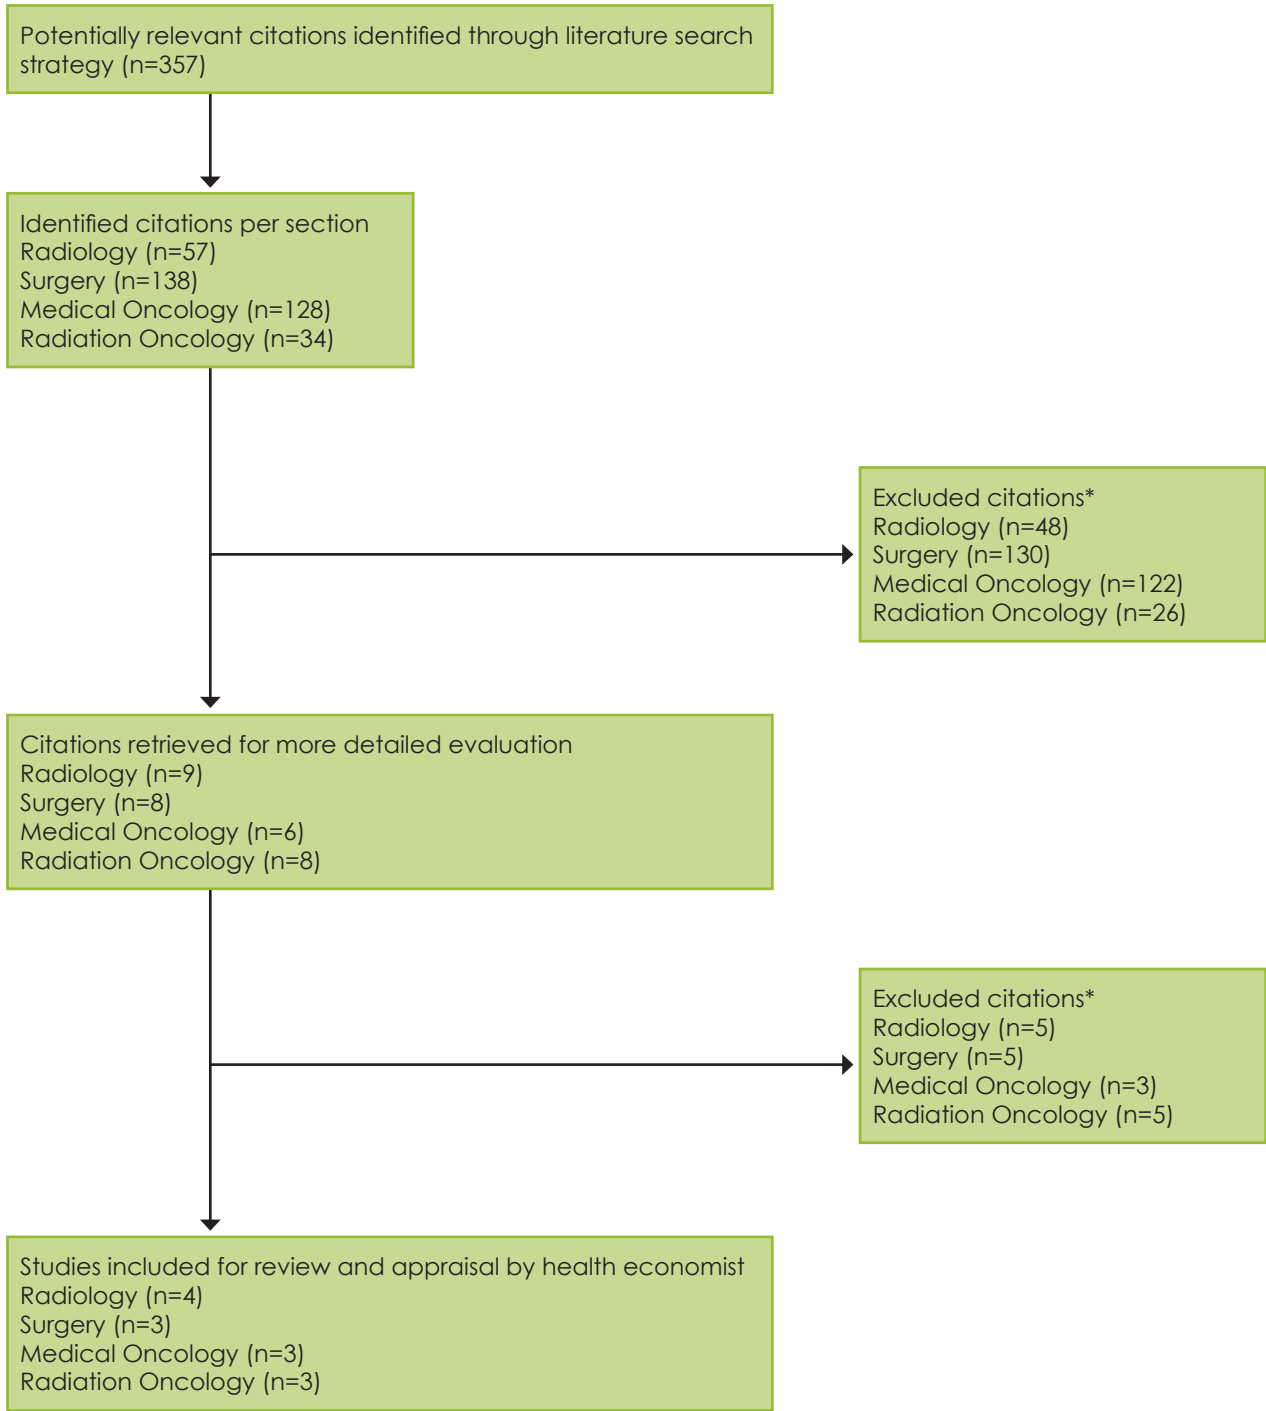 Potentially relevant citations identified through literature search
strategy (n=357)
Identified citations per section
Radiology (n=57)
Surgery (n=138)
Medical Oncology (n=128)
Radiation Oncology (n=34)
Excluded citations*
Radiology (n=48)
Surgery (n=130)
Medical Oncology (n=122)
Radiation Oncology (n=26)
Citations retrieved for more detailed evaluation
Radiology (n=9)
Surgery (n=8)
Medical Oncology (n=6)
Radiation Oncology (n=8)
Excluded citations*
Radiology (n=5)
Surgery (n=5)
Medical Oncology (n=3)
Radiation Oncology (n=5)
Studies included for review and appraisal by health economist
Radiology (n=4)
Surgery (n=3)
Medical Oncology (n=3)
Radiation Oncology (n=3)